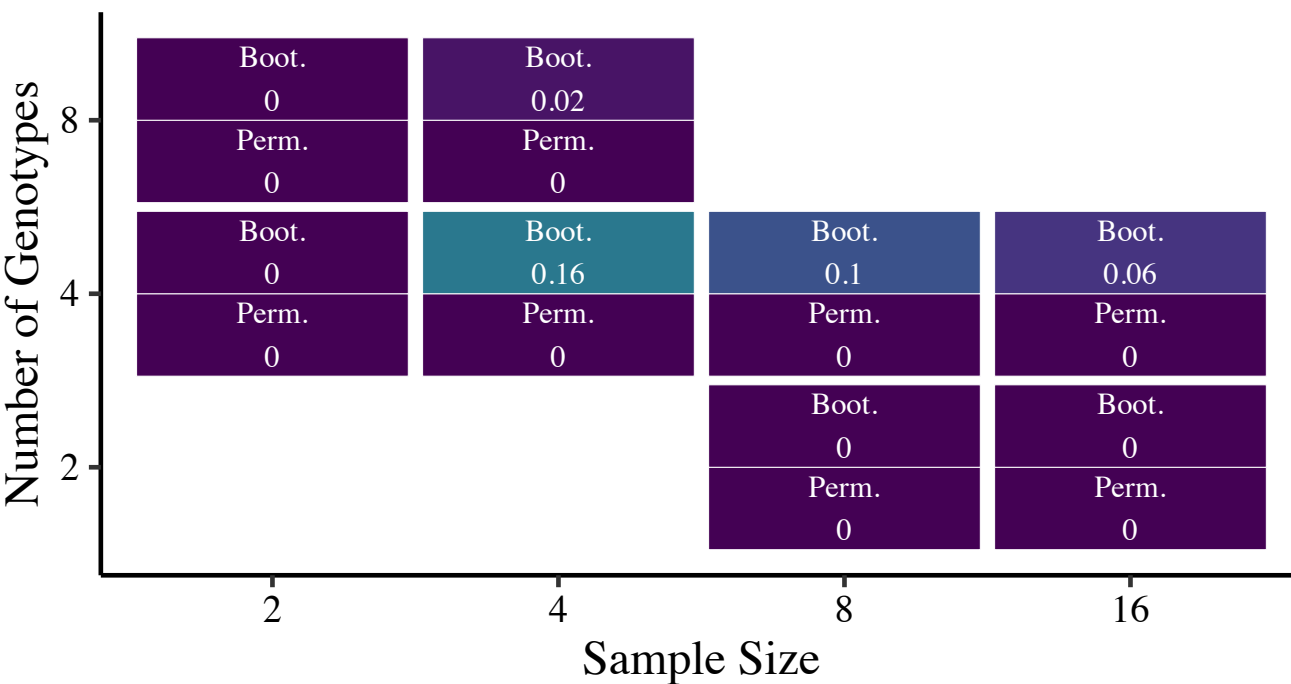 Number of Genotypes
8
Boot.
0
Perm.
0
Boot.
0.02
Perm.
0
4
Boot.
0
Perm.
0
Boot.
0.16
Perm.
0
Boot.
0.1
Perm.
0
Boot.
0.06
Perm.
0
2
Boot.
0
Perm.
0
Boot.
0
Perm.
0
2
4
8
16
Sample Size